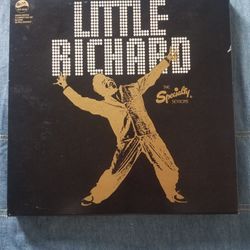 LITTLE
RICHARD
THE
Specialty
SESSIONS